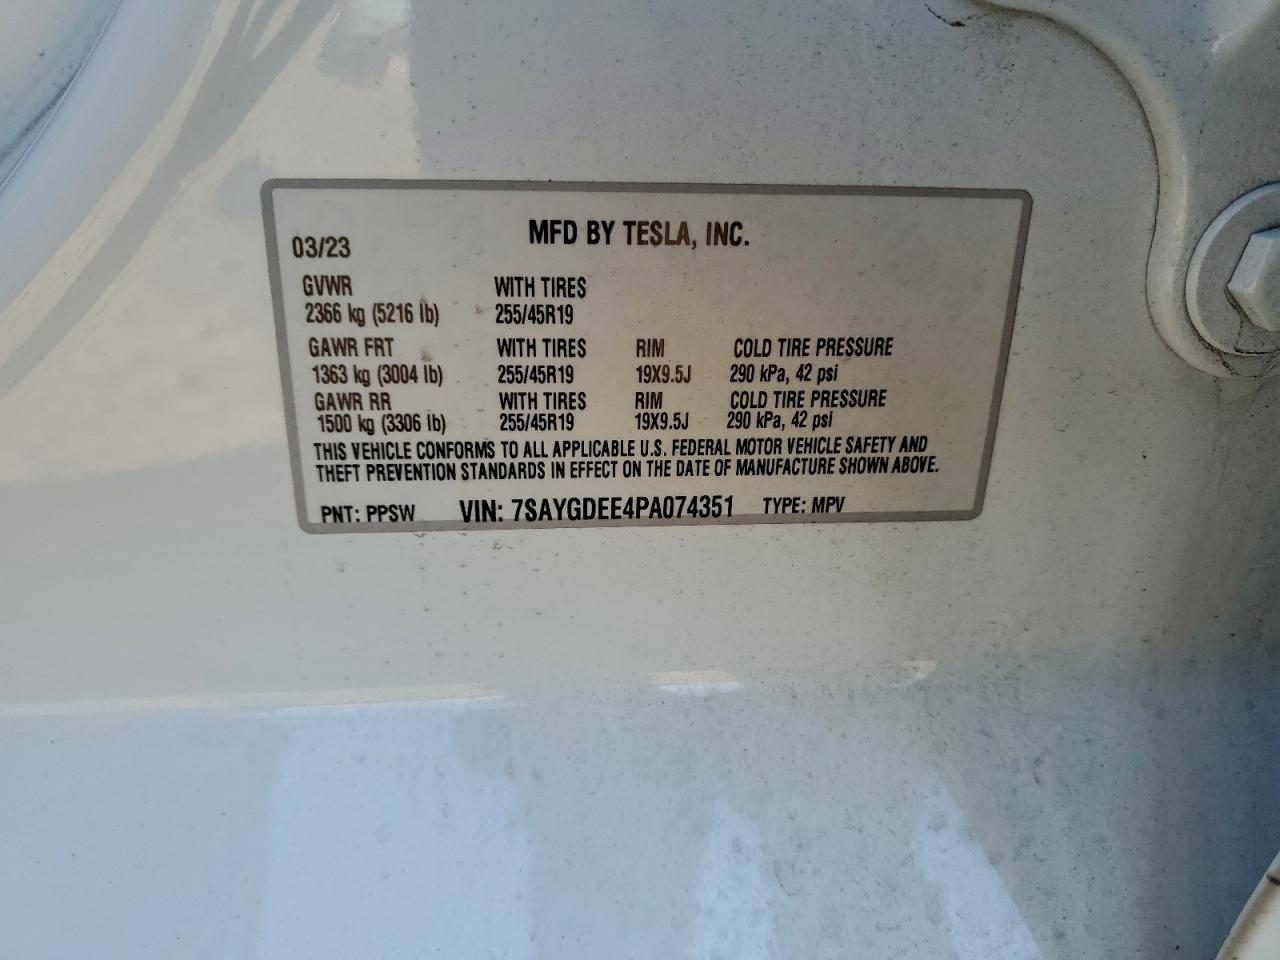 MFD BY TESLA, INC.
03/23
GVWR WITH TIRES
2366 kg (5216 lb) 255/45R19
GAWR FRT WITH TIRES RIM COLD TIRE PRESSURE
1363 kg (3004 lb) 255/45R19 19X9.5J 290 kPa, 42 psi
GAWR RR WITH TIRES RIM COLD TIRE PRESSURE
1500 kg (3306 lb) 255/45R19 19X9.5J 290 kPa, 42 psi
THIS VEHICLE CONFORMS TO ALL APPLICABLE U.S. FEDERAL MOTOR VEHICLE SAFETY AND
THEFT PREVENTION STANDARDS IN EFFECT ON THE DATE OF MANUFACTURE SHOWN ABOVE.
PNT: PPSW VIN: 7SAYGDEE4PA074351 TYPE: MPV